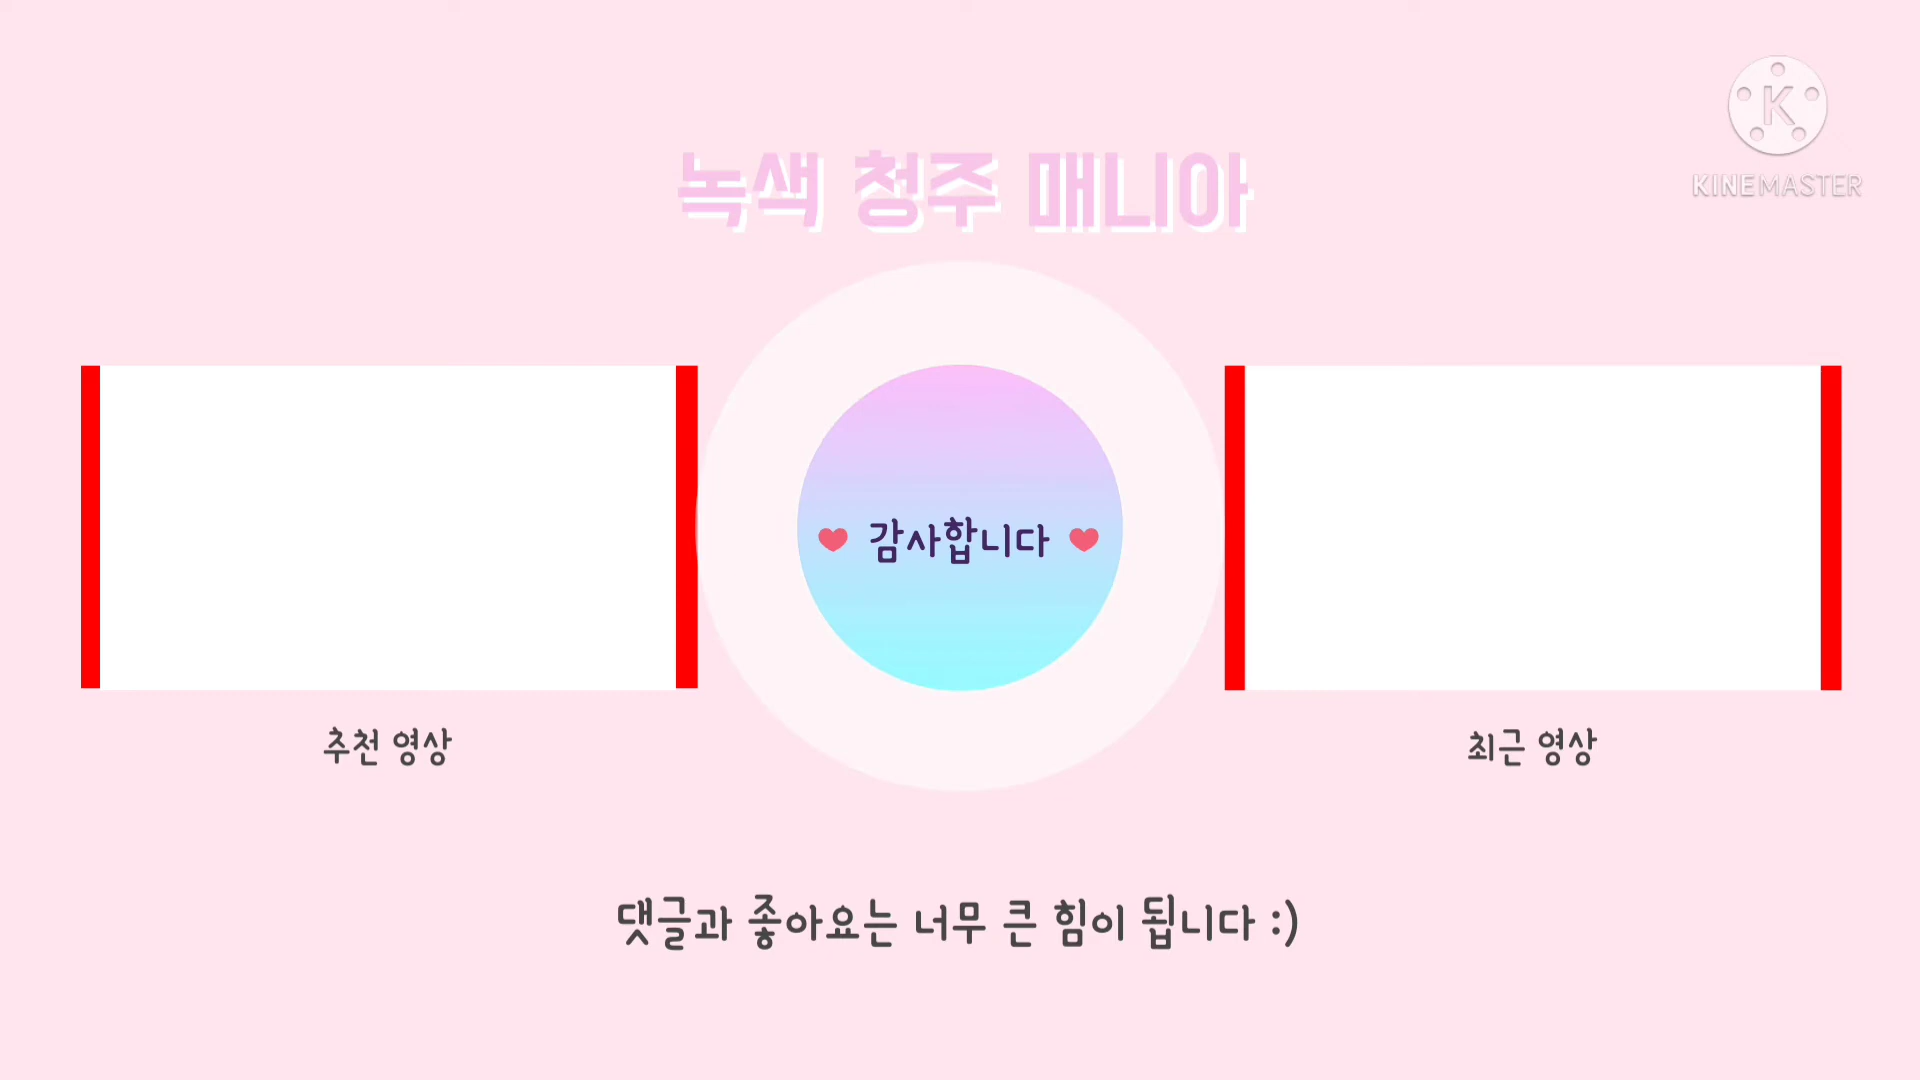 녹색 청주 매니아
KINEMASTER
감사합니다
추천 영상
최근 영상
댓글과 좋아요는 너무 큰 힘이 됩니다 :)